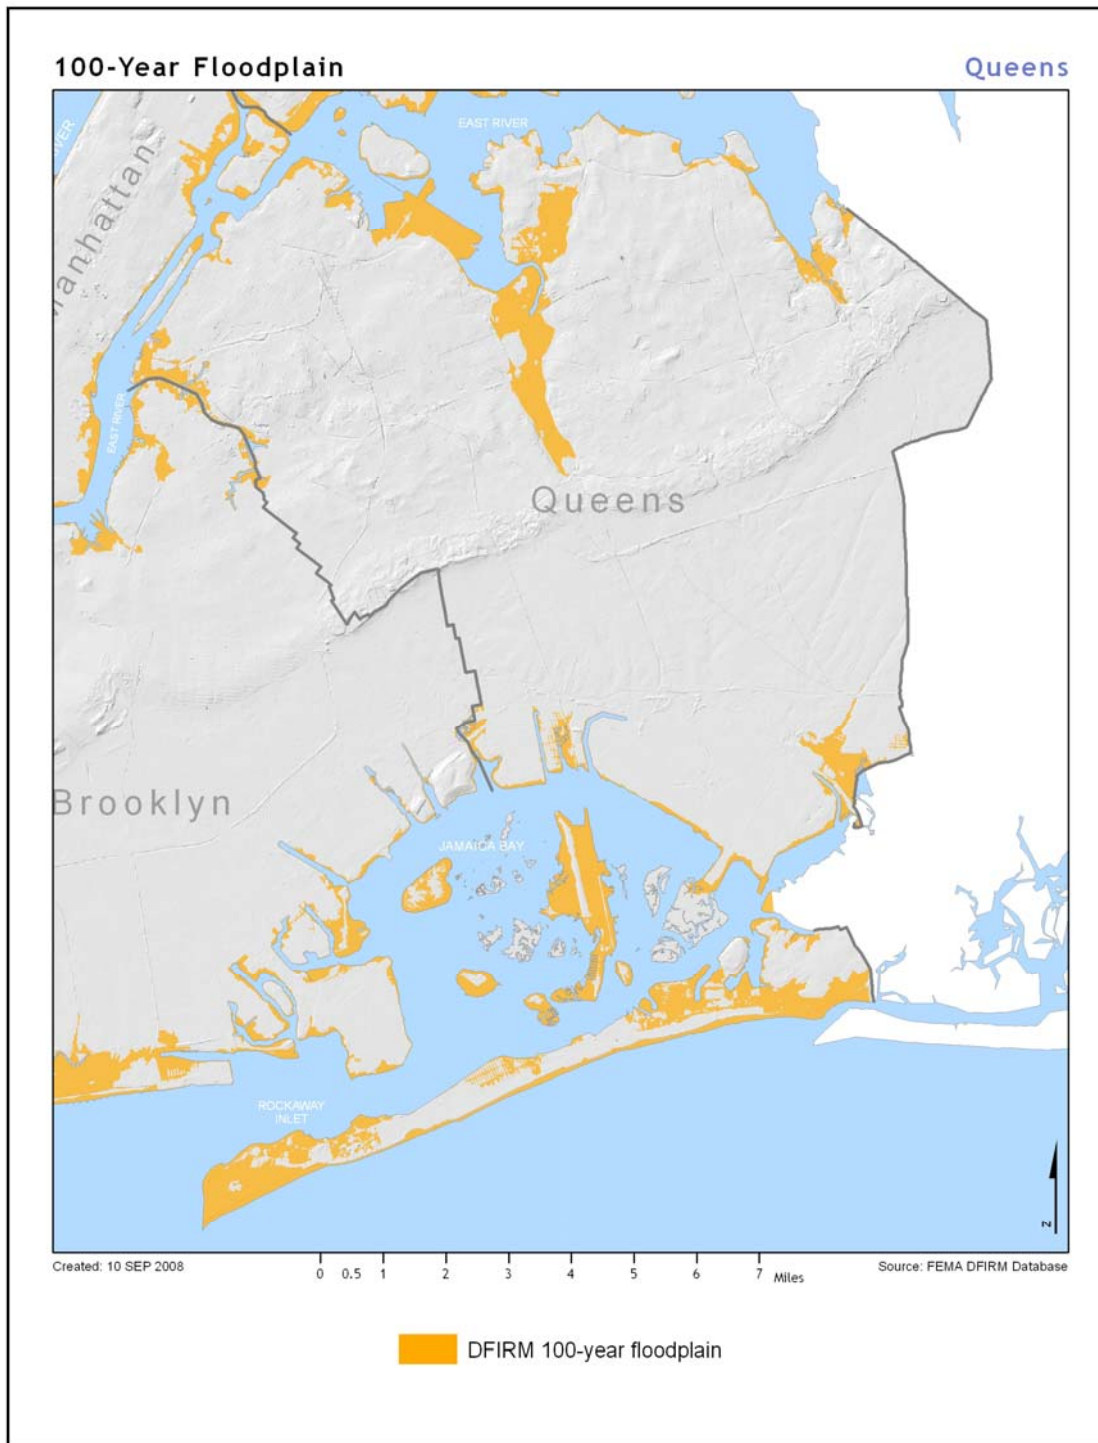 100-Year Floodplain
Queens
EAST RIVER
Manhattan
EAST RIVER
Queens
Brooklyn
JAMAICA BAY
ROCKAWAY
INLET
Created: 10 SEP 2008
0 0.5 1 2 3 4 5 6 7 Miles
Source: FEMA DFIRM Database
N
DFIRM 100-year floodplain